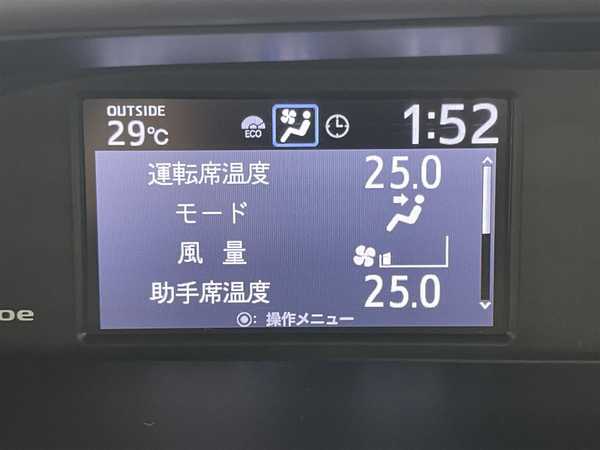 OUTSIDE
29℃
ECO
1:52
運転席温度 25.0
モード
風 量
助手席温度 25.0
◉: 操作メニュー
oe